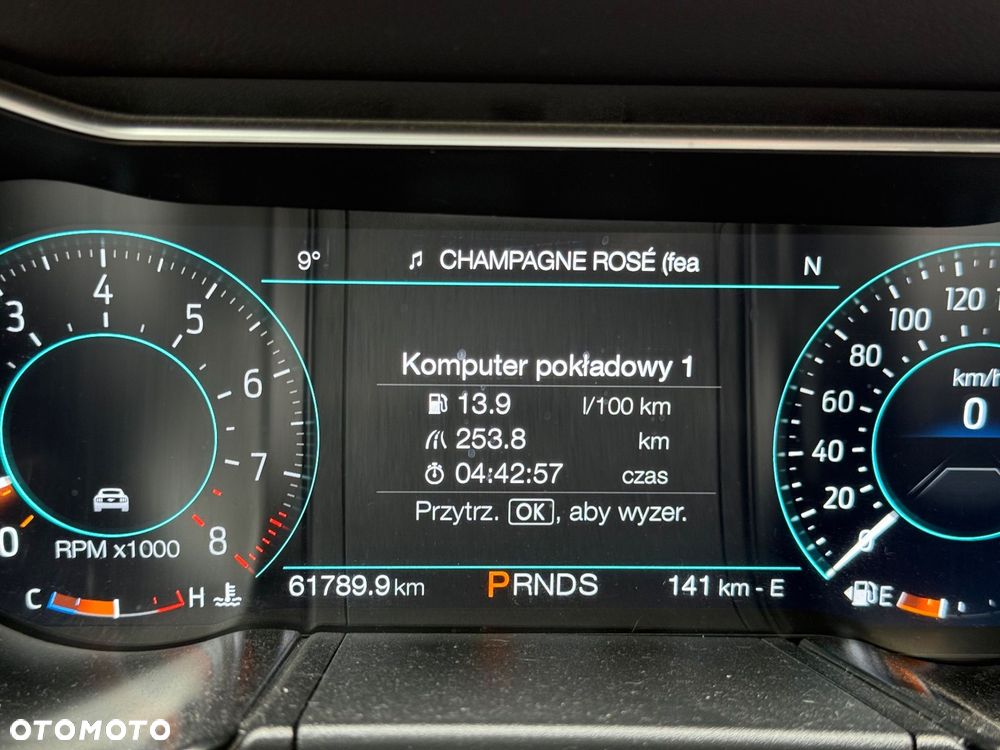 9° ♫ CHAMPAGNE ROSÉ (fea N
Komputer pokładowy 1
13.9 l/100 km
253.8 km
04:42:57 czas
Przytrz. OK, aby wyzer.
3 4 5 6 7 8
0
RPM x1000
C H
61789.9 km PRNDS 141 km - E
0 20 40 60 80 100 120
km/h
0
E
OTOMOTO